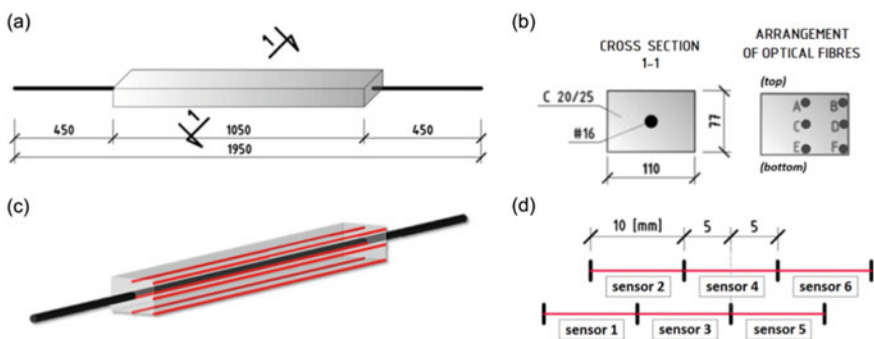 (a)
1
1
450
1050
450
1950
(b)
CROSS SECTION
1-1
C 20/25
#16
77
110
ARRANGEMENT
OF OPTICAL FIBRES
(top)
A B
C D
E F
(bottom)
(c)
(d)
10 [mm] 5 5
sensor 2 sensor 4 sensor 6
sensor 1 sensor 3 sensor 5